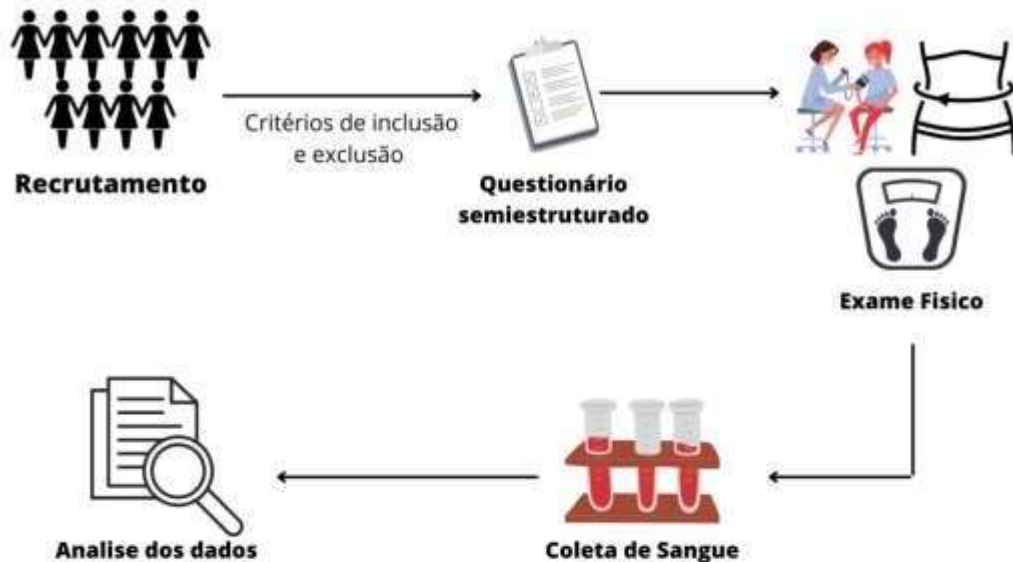 Recrutamento
Critérios de inclusão
e exclusão
Questionário
semiestruturado
Exame Fisico
Coleta de Sangue
Analise dos dados